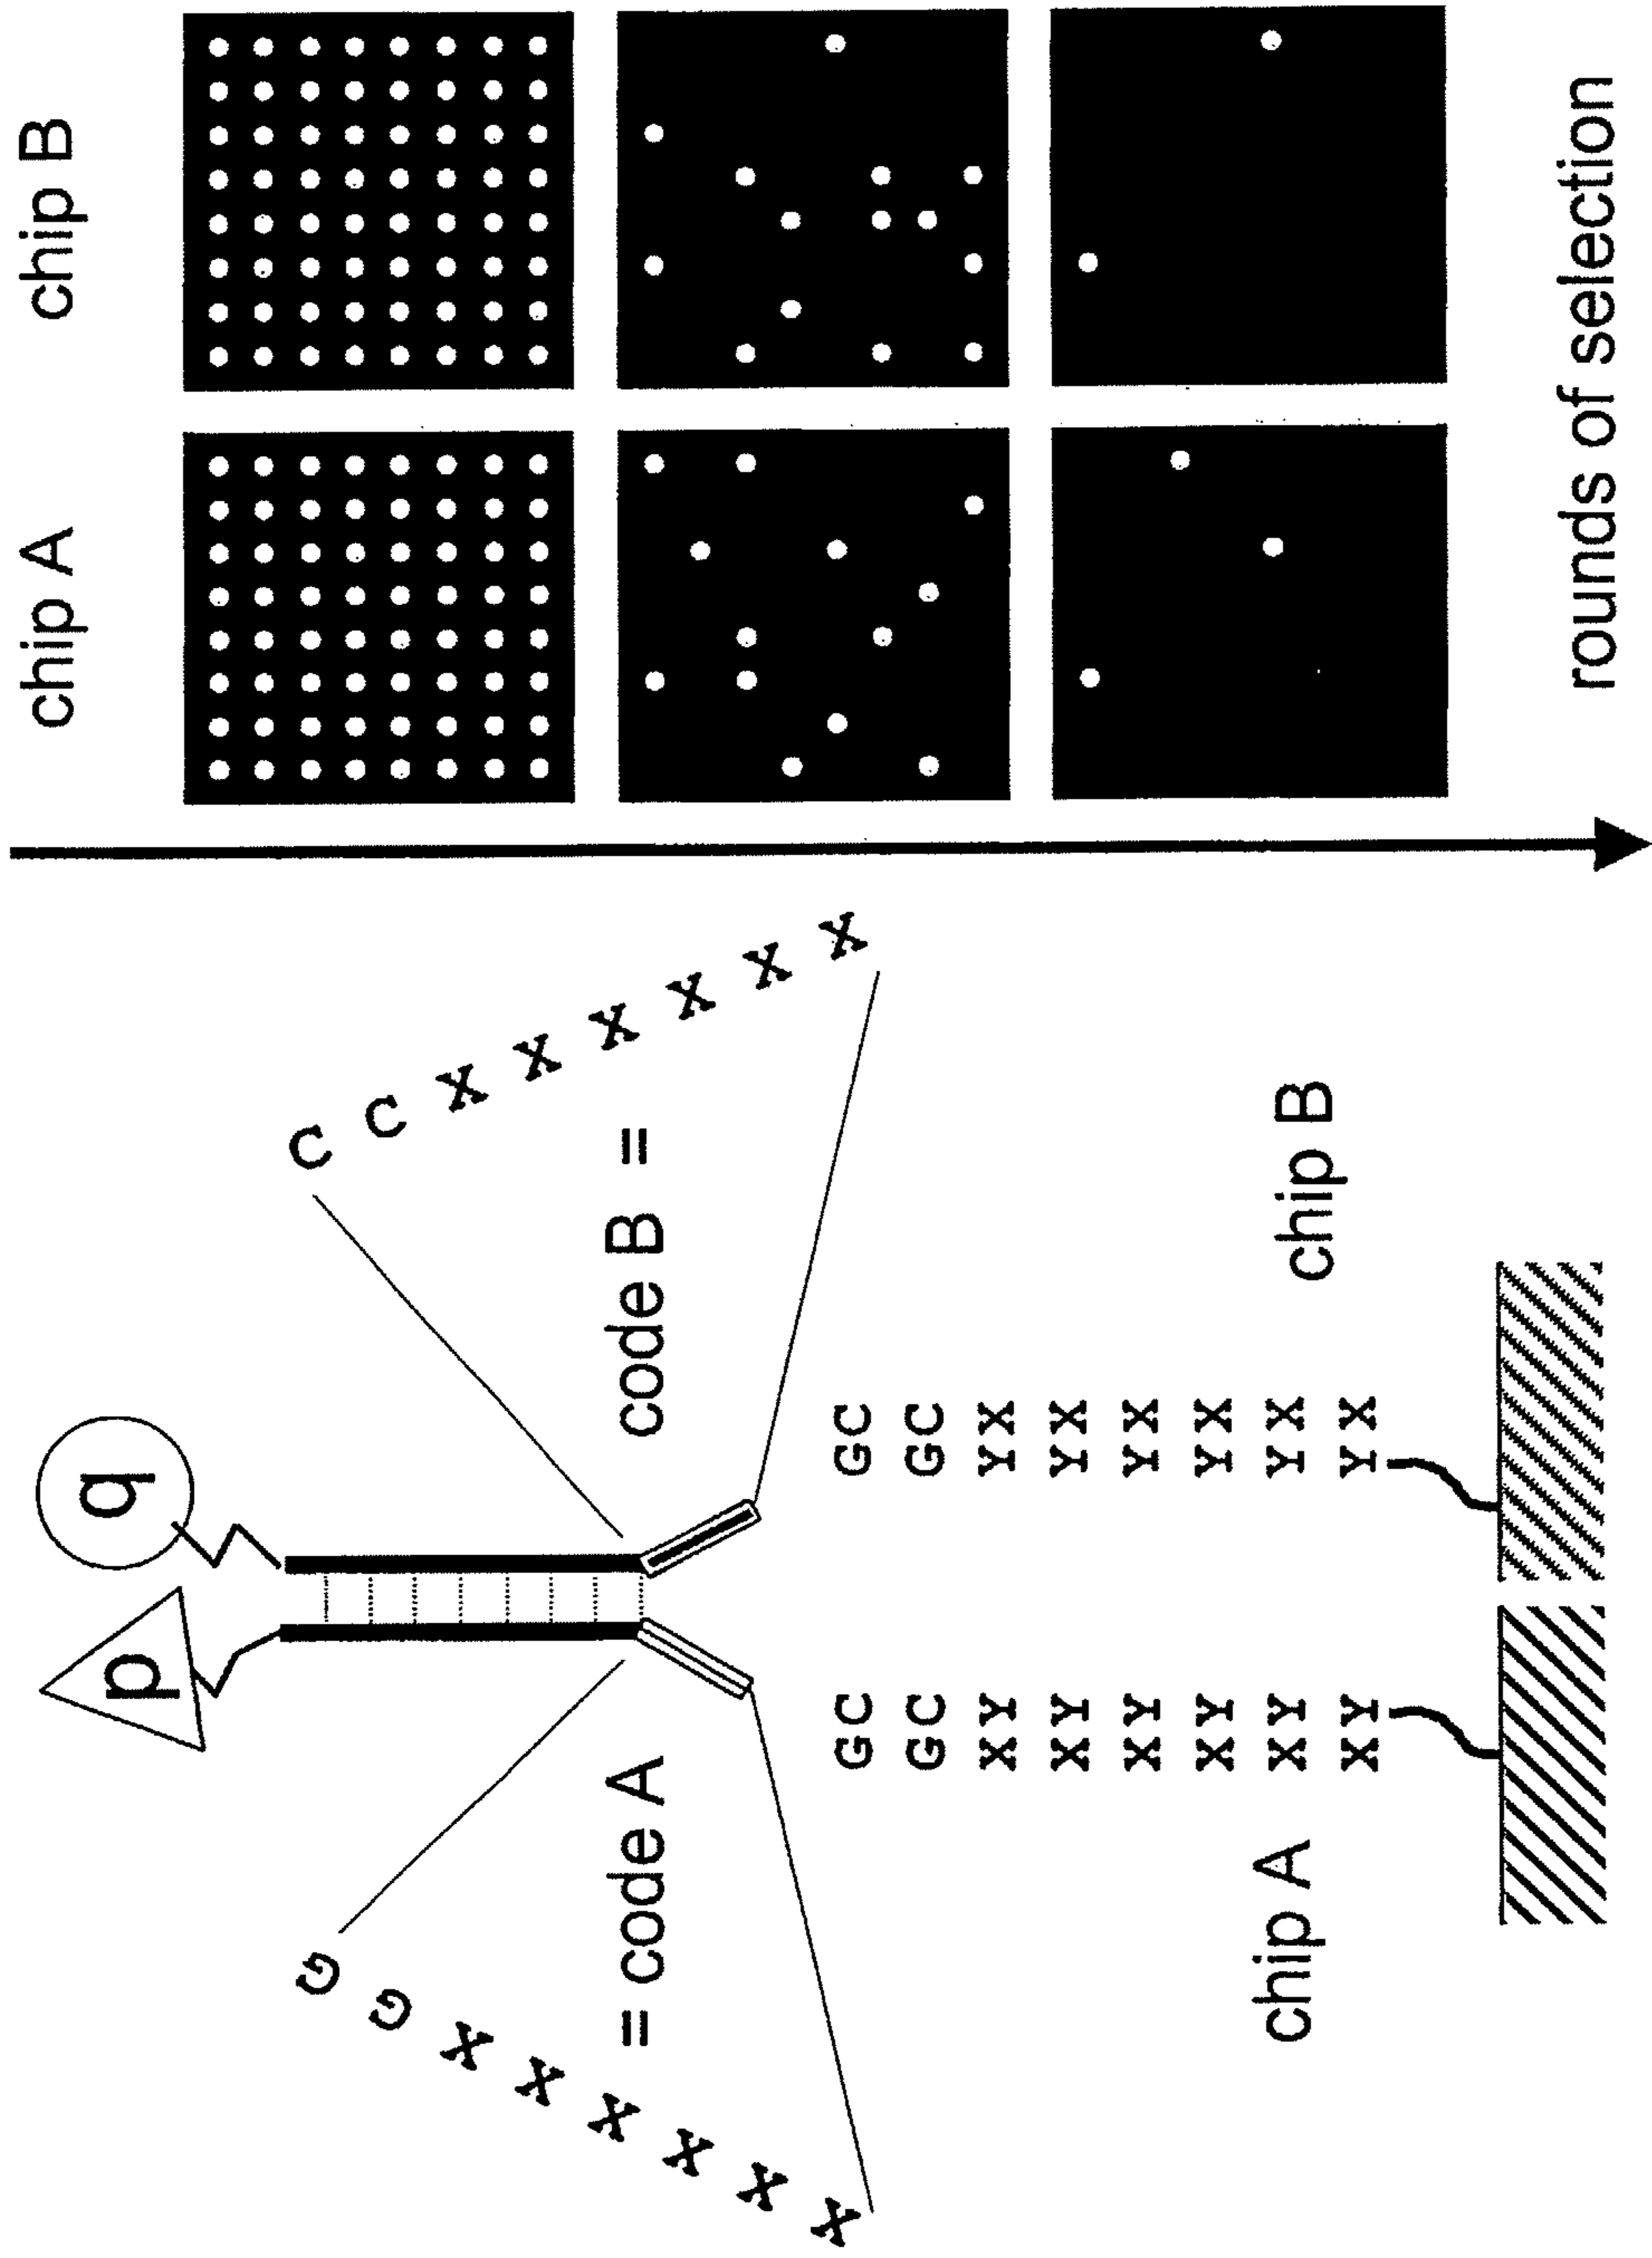 p q
G
G
X
X
X
X
X
X
= code A
C
C
X
X
X
X
X
X
code B =
GC
GC
XY
XY
XY
XY
XY
XY
chip A
GC
GC
YX
YX
YX
YX
YX
YX
chip B
chip A chip B
rounds of selection